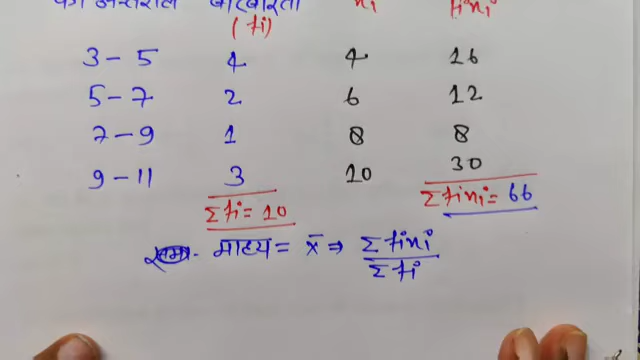 का अन्तराल बारंबारता xi fixi
(fi)
3 - 5 4 4 16
5 - 7 2 6 12
7 - 9 1 8 8
9 - 11 3 10 30
Σfi = 10 Σfixi = 66
माध्य = x̄ ⇒ Σfixi / Σfi